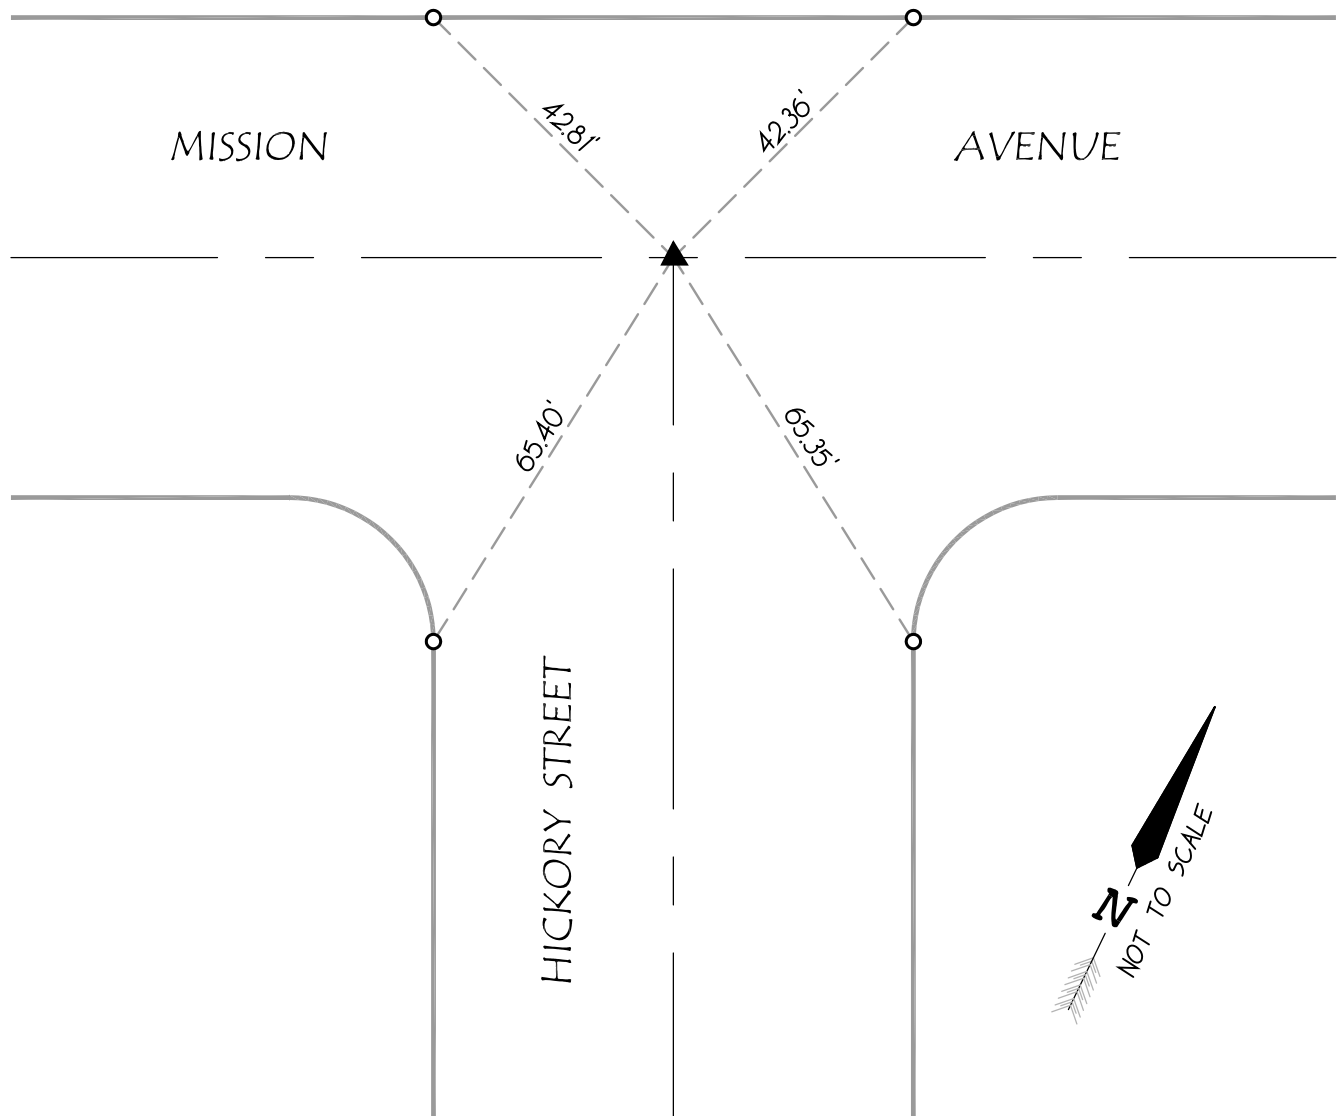 42.81'
42.36'
MISSION
AVENUE
65.40'
65.35'
HICKORY STREET
N
NOT TO SCALE